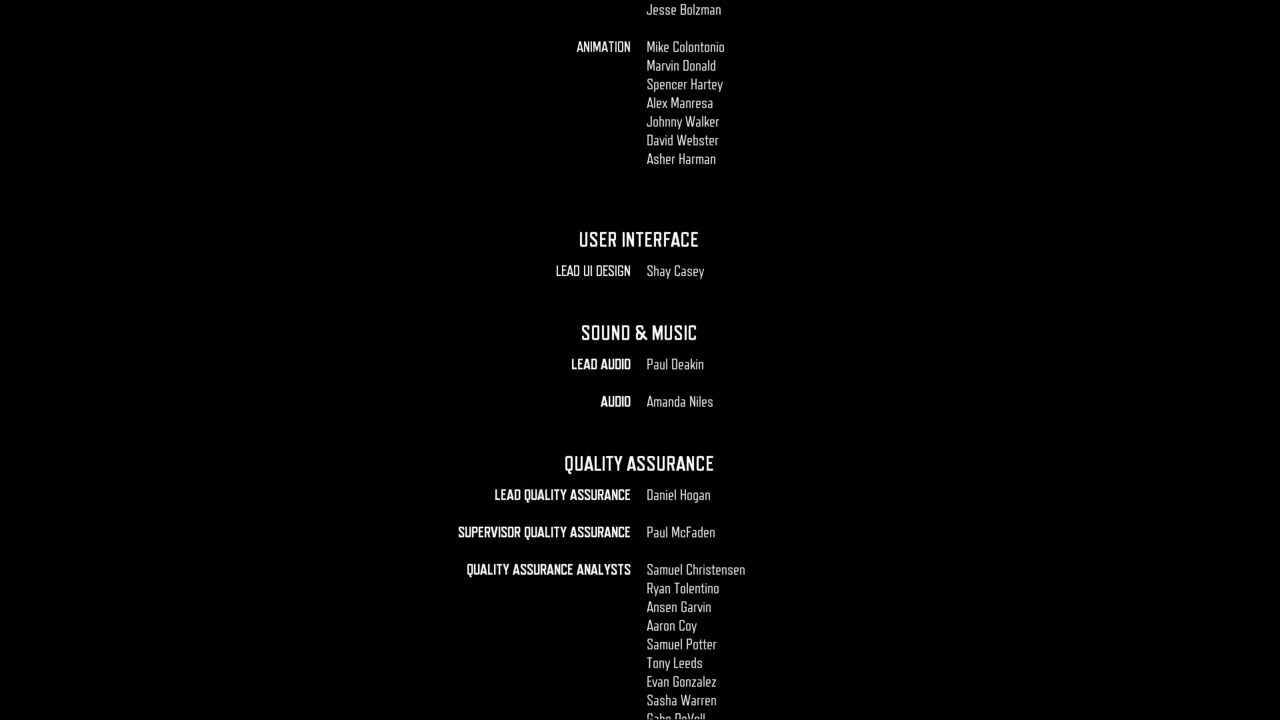 Jesse Bolzman
ANIMATION Mike Colontonio
Marvin Donald
Spencer Hartey
Alex Manresa
Johnny Walker
David Webster
Asher Harman
USER INTERFACE
LEAD UI DESIGN Shay Casey
SOUND & MUSIC
LEAD AUDIO Paul Deakin
AUDIO Amanda Niles
QUALITY ASSURANCE
LEAD QUALITY ASSURANCE Daniel Hogan
SUPERVISOR QUALITY ASSURANCE Paul McFaden
QUALITY ASSURANCE ANALYSTS Samuel Christensen
Ryan Tolentino
Ansen Garvin
Aaron Coy
Samuel Potter
Tony Leeds
Evan Gonzalez
Sasha Warren